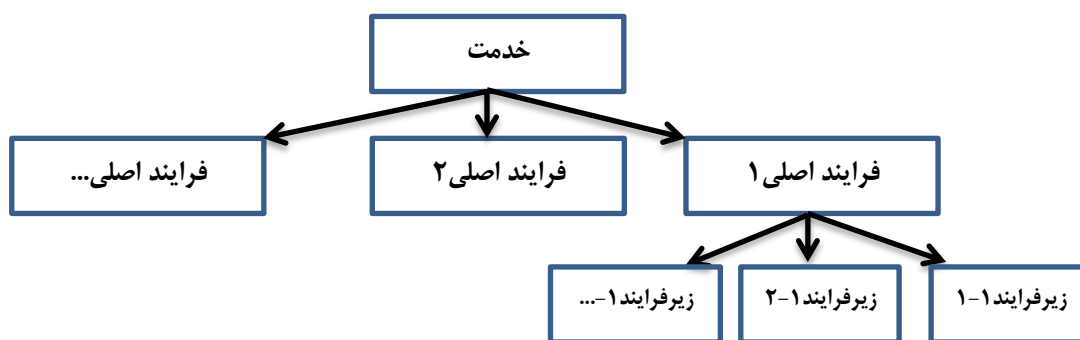 خدمت
فرایند اصلی۱
فرایند اصلی۲
فرایند اصلی...
زیرفرایند۱-۱
زیرفرایند۱-۲
زیرفرایند۱-...